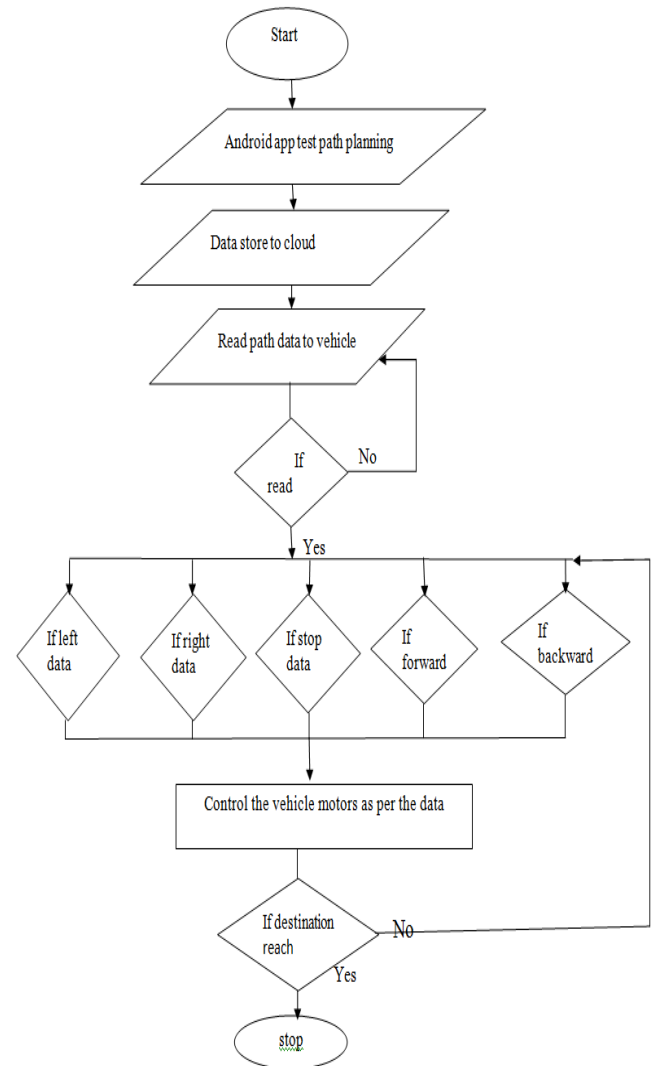 Start
Android app test path planning
Data store to cloud
Read path data to vehicle
If
read
No
Yes
If left
data
If right
data
If stop
data
If
forward
If
backward
Control the vehicle motors as per the data
If destination
reach
No
Yes
stop